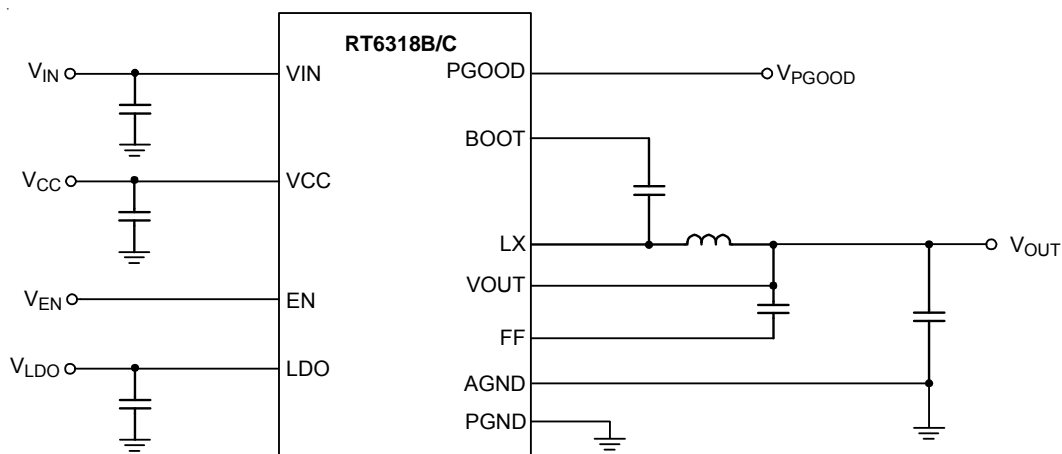 RT6318B/C
VIN VIN PGOOD VPGOOD
BOOT
VCC VCC
LX VOUT
VOUT
VEN EN
FF
VLDO LDO
AGND
PGND